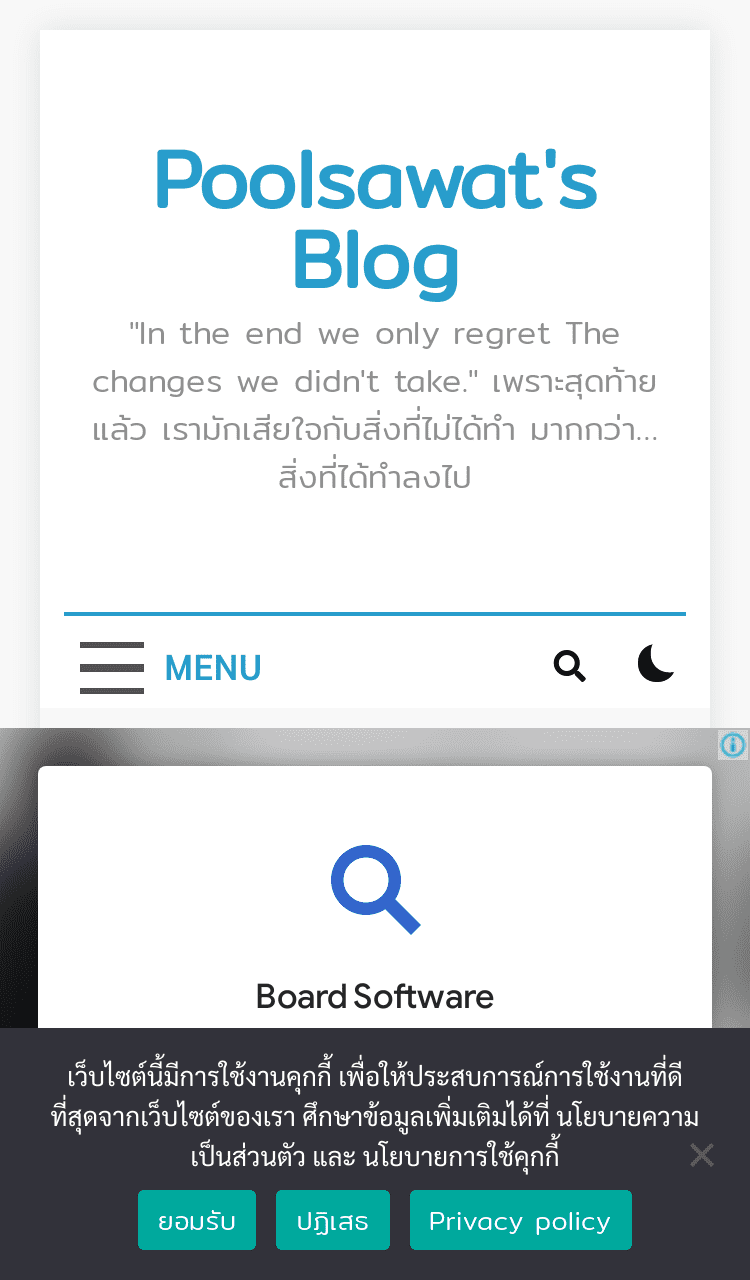 Poolsawat's
Blog
"In the end we only regret The
changes we didn't take." เพราะสุดท้าย
แล้ว เรามักเสียใจกับสิ่งที่ไม่ได้ทำ มากกว่า...
สิ่งที่ได้ทำลงไป
MENU
Board Software
เว็บไซต์นี้มีการใช้งานคุกกี้ เพื่อให้ประสบการณ์การใช้งานที่ดี
ที่สุดจากเว็บไซต์ของเรา ศึกษาข้อมูลเพิ่มเติมได้ที่ นโยบายความ
เป็นส่วนตัว และ นโยบายการใช้คุกกี้
ยอมรับ ปฏิเสธ Privacy policy